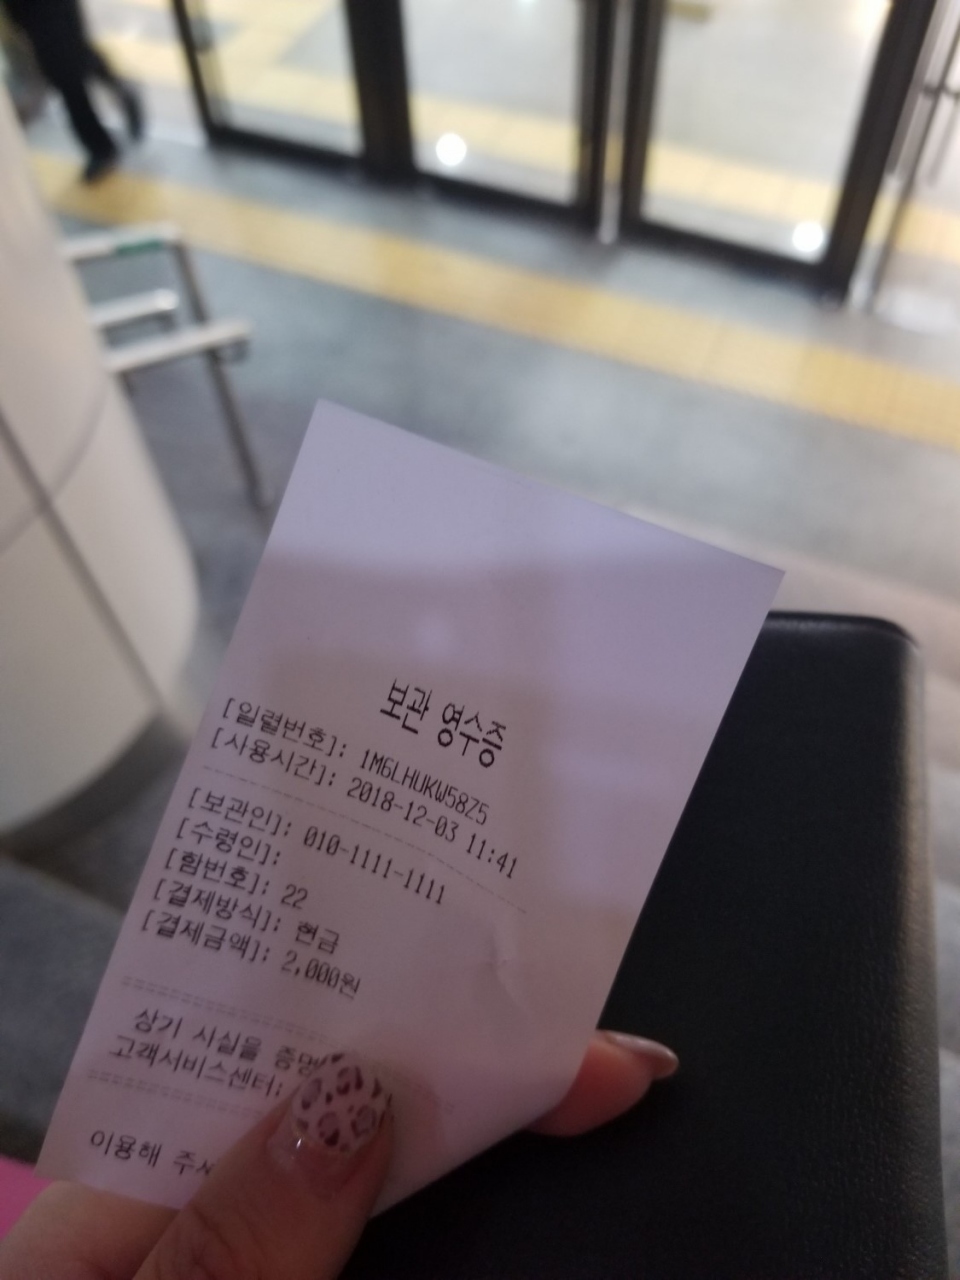 보관 영수증
[일렬번호]: 1M6LHUKW58Z5
[사용시간]: 2018-12-03 11:41
[보관인]: 010-1111-1111
[수령인]:
[함번호]: 22
[결제방식]: 현금
[결제금액]: 2,000원
상기 사실을 증명
고객서비스센터:
이용해 주시